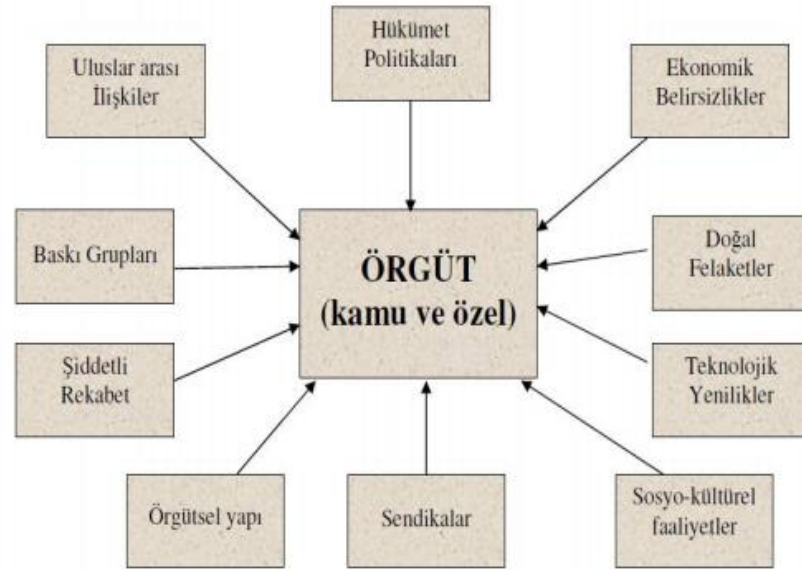 Hükümet
Politikaları
Uluslar arası
İlişkiler
Ekonomik
Belirsizlikler
Baskı Grupları
ÖRGÜT
(kamu ve özel)
Doğal
Felaketler
Şiddetli
Rekabet
Teknolojik
Yenilikler
Örgütsel yapı
Sendikalar
Sosyo-kültürel
faaliyetler